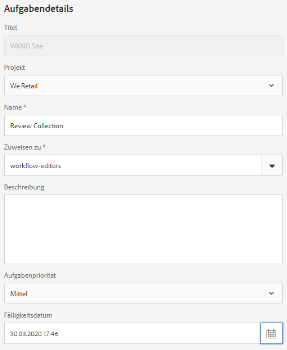 Aufgabendetails
Titel
WKND Site
Projekt
We.Retail
Name *
Review Collection
Zuweisen zu *
workflow-editors
Beschreibung
Aufgabenpriorität
Mittel
Fälligkeitsdatum
30.03.2020 17:46